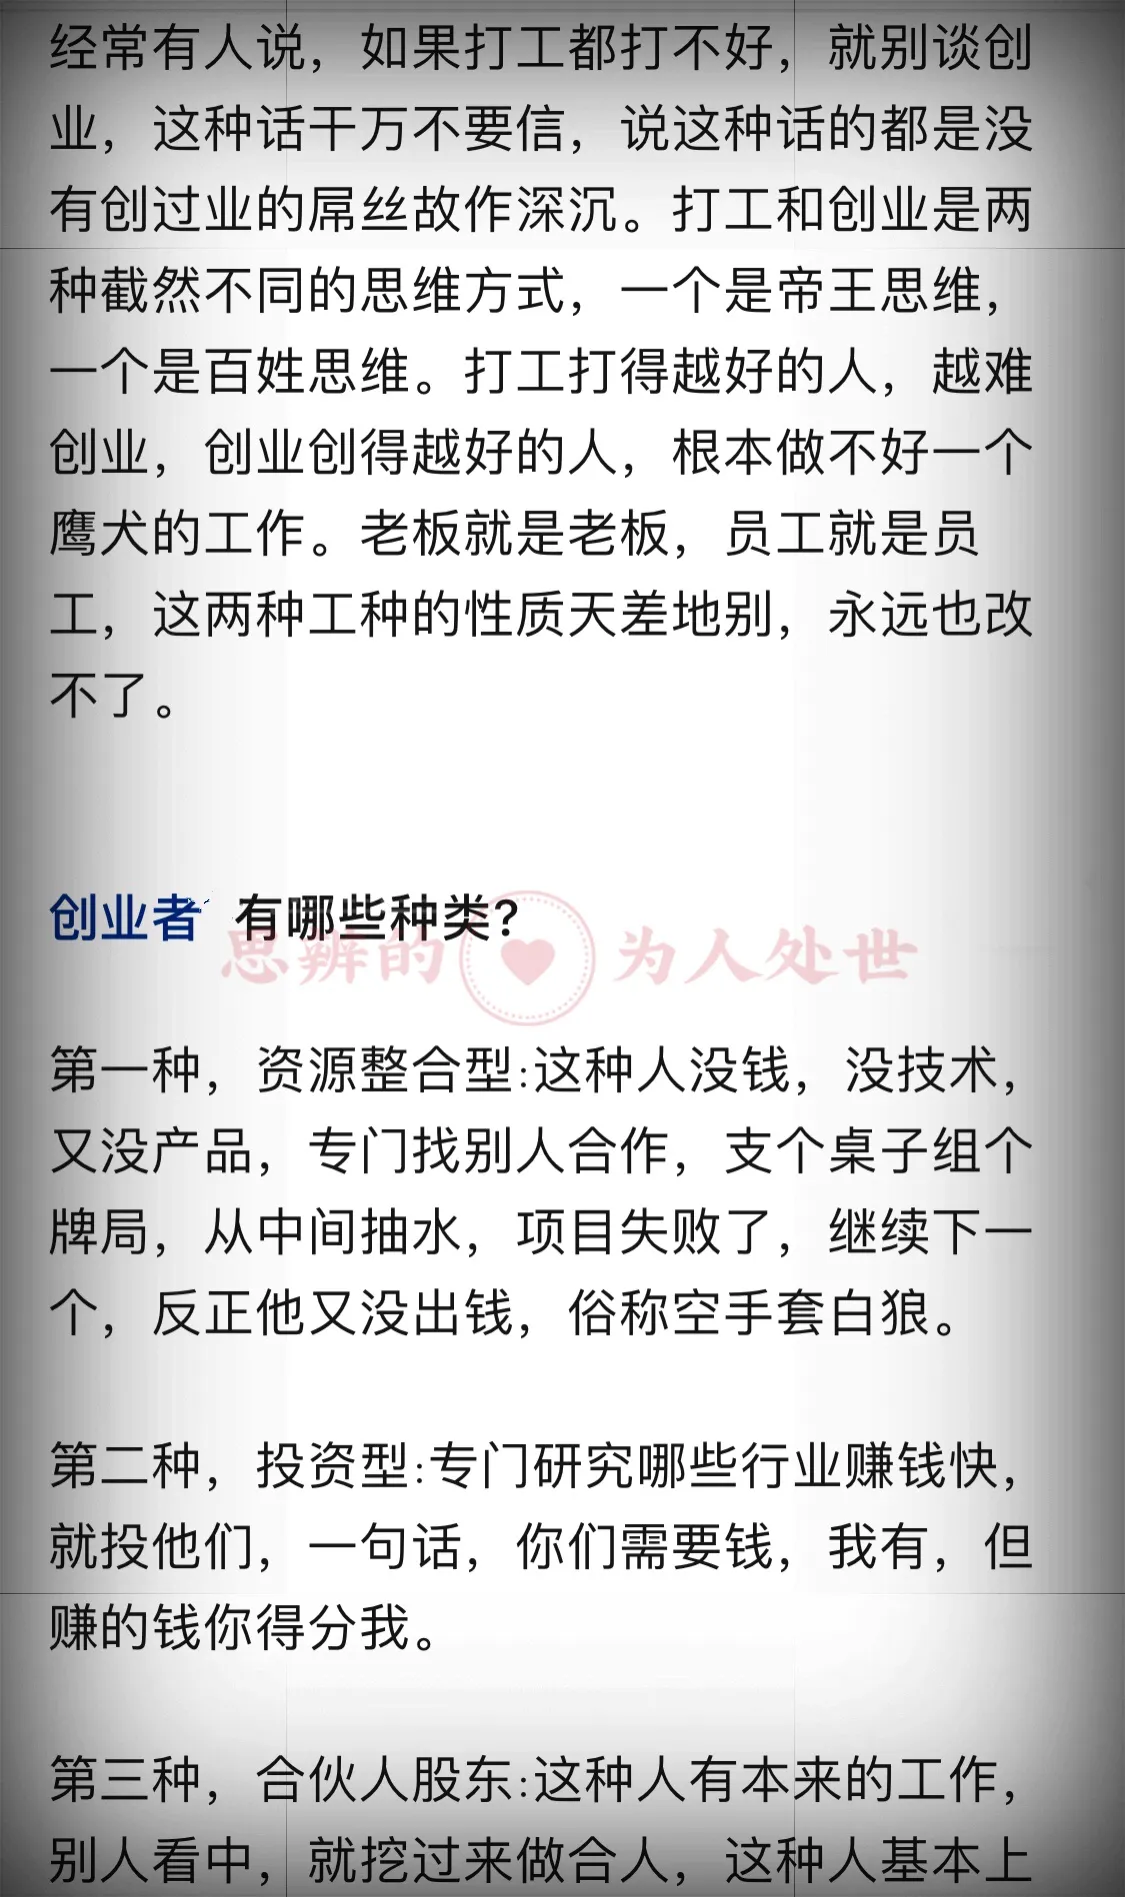 经常有人说，如果打工都打不好，就别谈创
业，这种话干万不要信，说这种话的都是没
有创过业的屌丝故作深沉。打工和创业是两
种截然不同的思维方式，一个是帝王思维，
一个是百姓思维。打工打得越好的人，越难
创业，创业创得越好的人，根本做不好一个
鹰犬的工作。老板就是老板，员工就是员
工，这两种工种的性质天差地别，永远也改
不了。
创业者 有哪些种类?
思辨的 为人处世
第一种，资源整合型:这种人没钱，没技术，
又没产品，专门找别人合作，支个桌子组个
牌局，从中间抽水，项目失败了，继续下一
个，反正他又没出钱，俗称空手套白狼。
第二种，投资型:专门研究哪些行业赚钱快，
就投他们，一句话，你们需要钱，我有，但
赚的钱你得分我。
第三种，合伙人股东:这种人有本来的工作，
别人看中，就挖过来做合人，这种人基本上